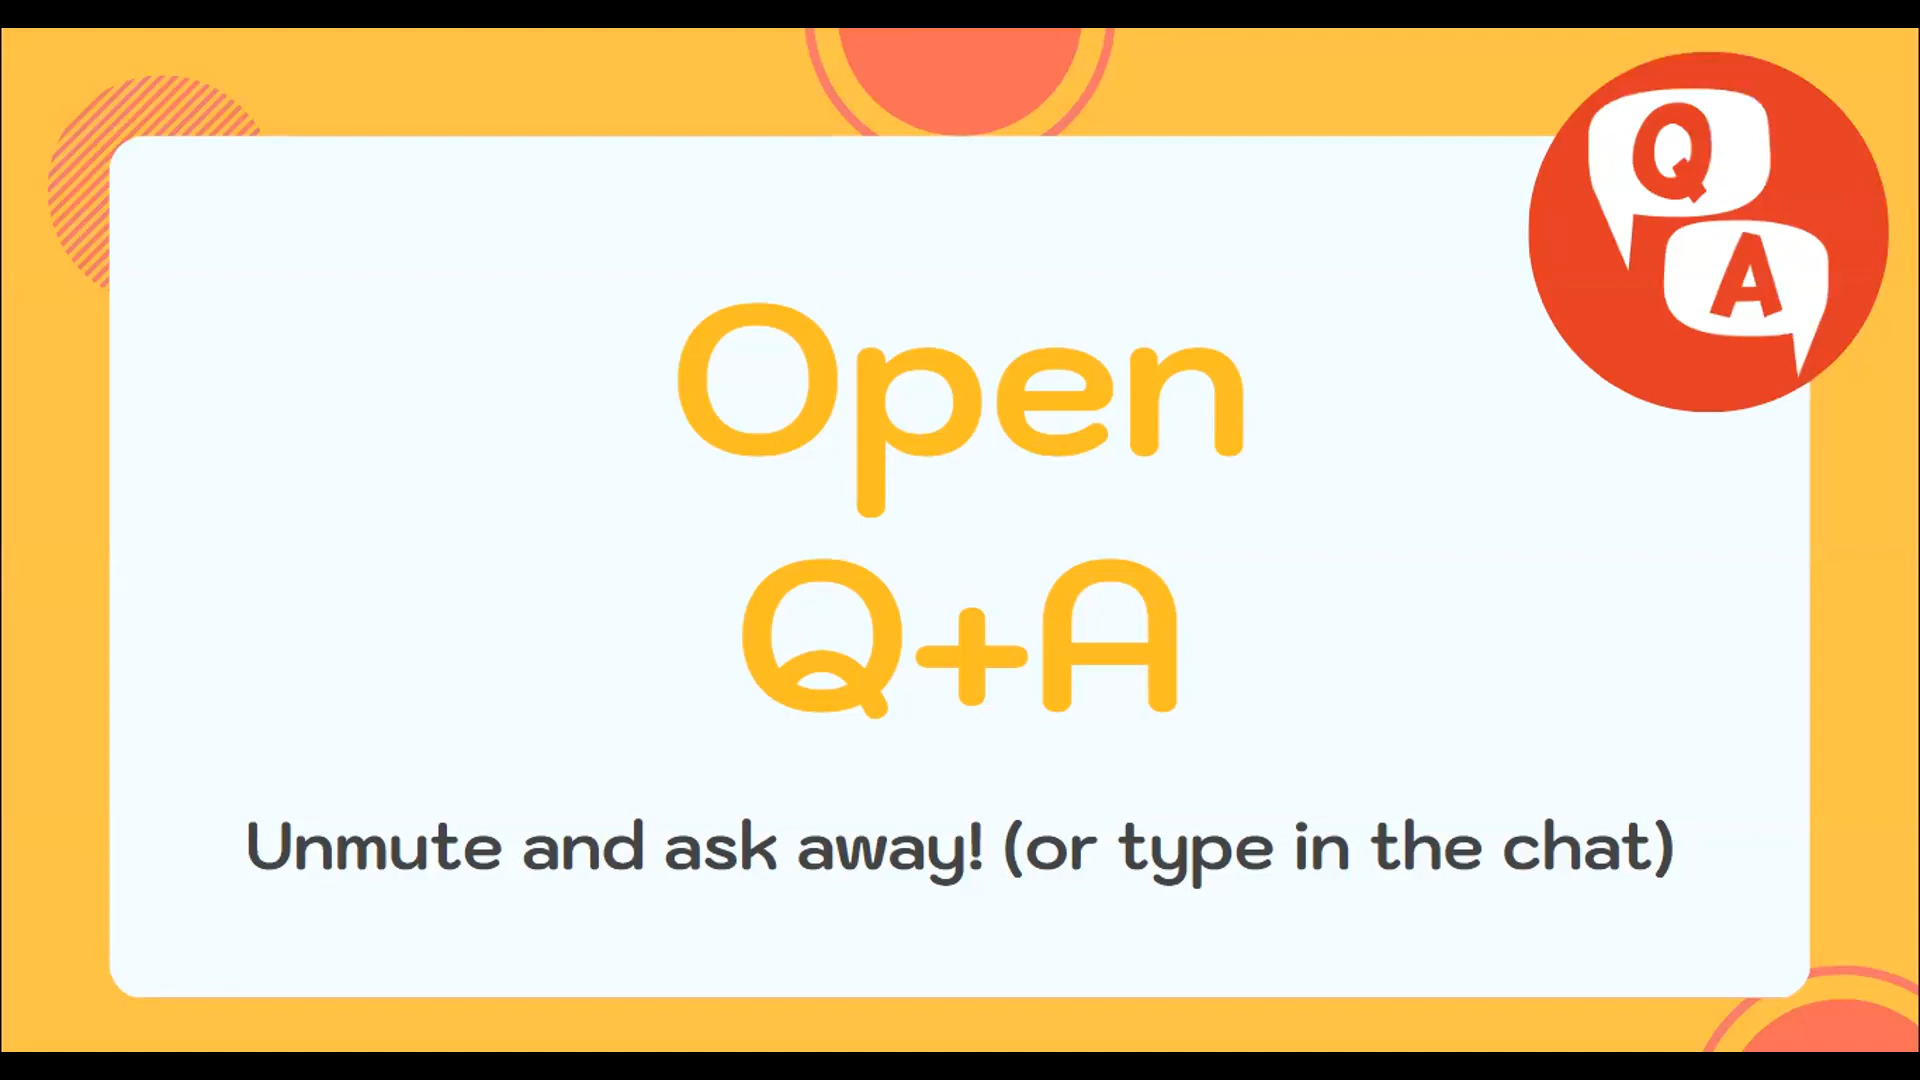 Q
A
Open
Q+A
Unmute and ask away! (or type in the chat)